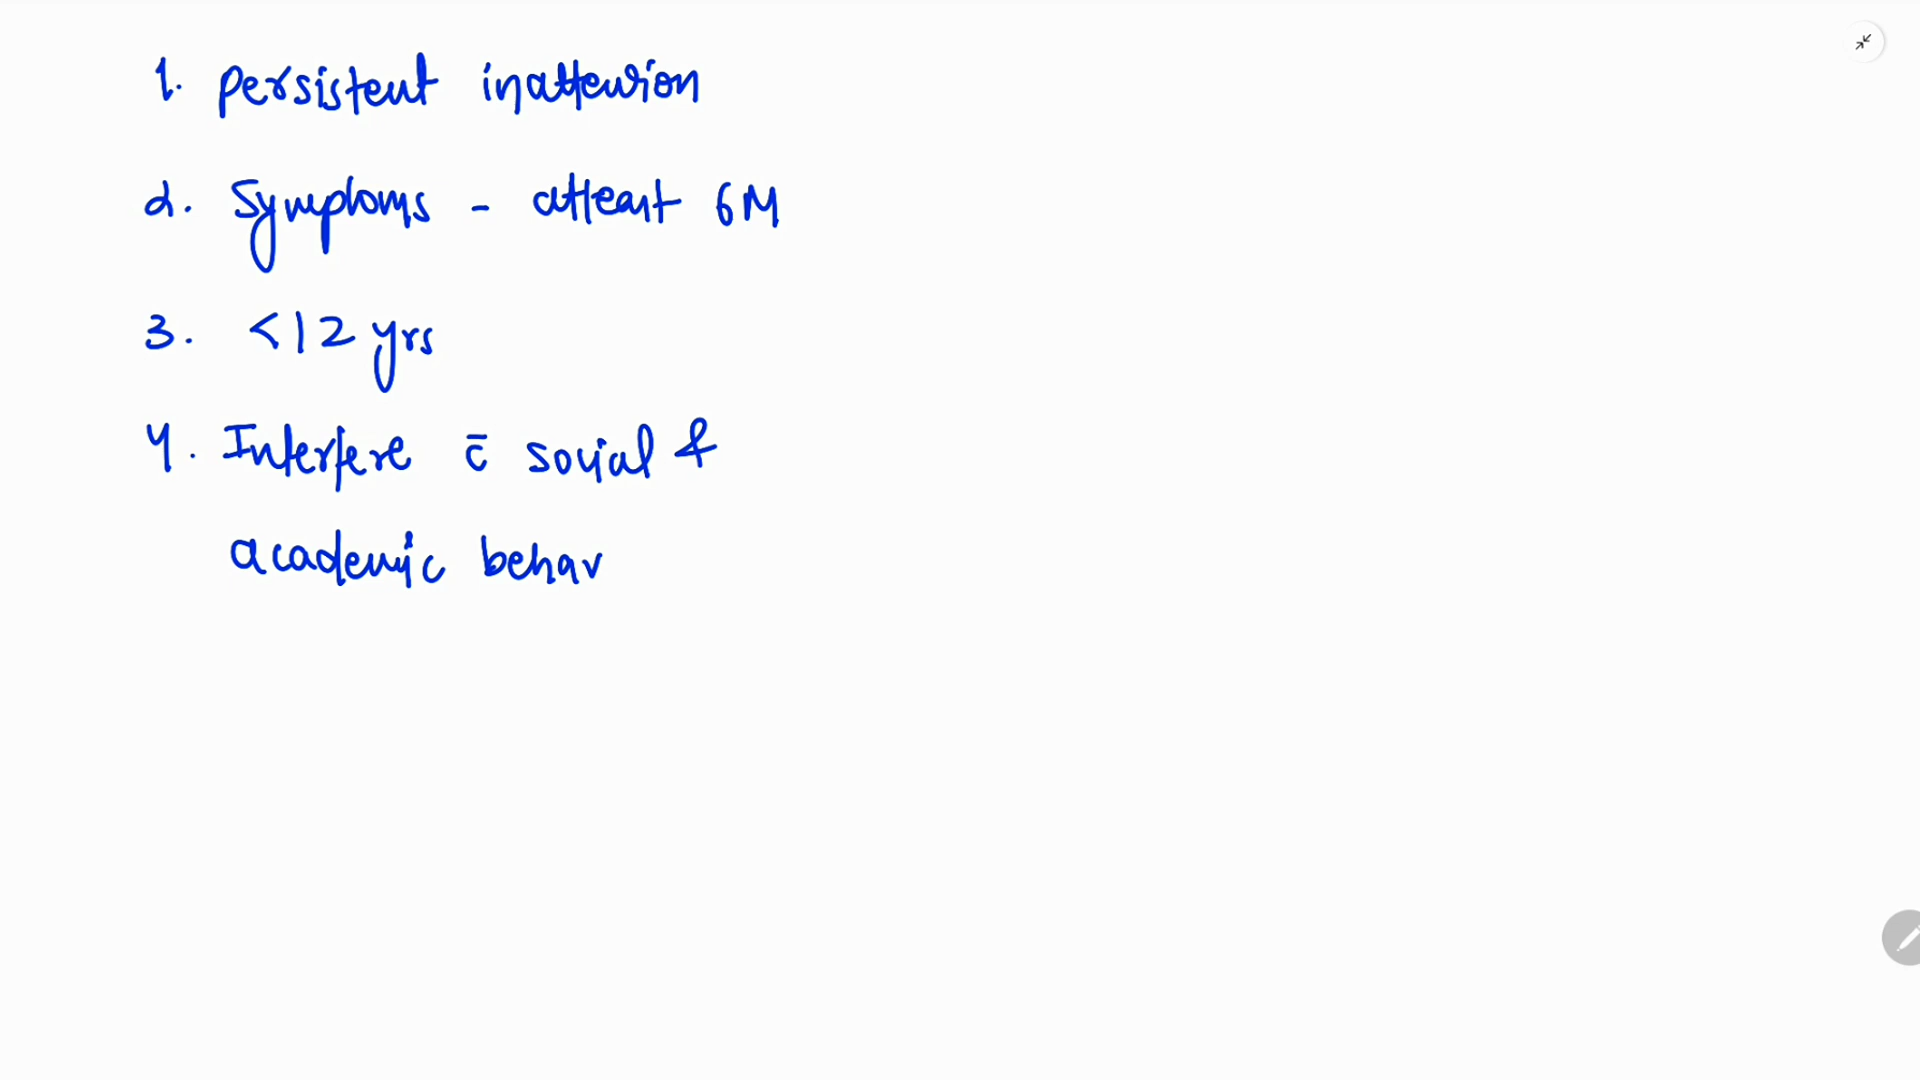 1. Persistent inattention
2. Symptoms - atleast 6M
3. <12 yrs
4. Interfere c̄ social &
academic behav